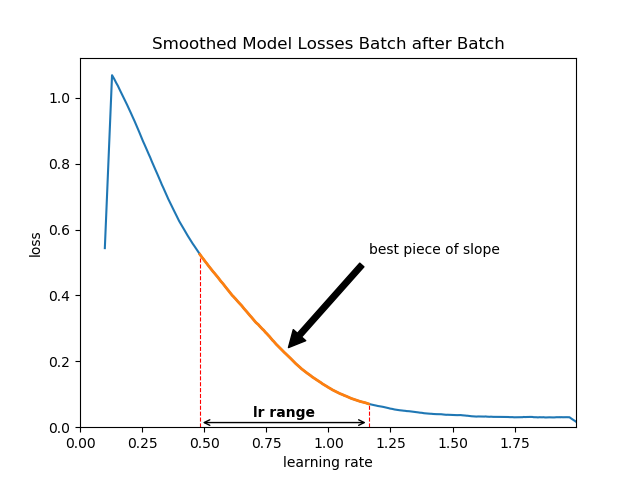 Smoothed Model Losses Batch after Batch
1.0
0.8
0.6
0.4
0.2
0.0
loss
best piece of slope
lr range
0.00 0.25 0.50 0.75 1.00 1.25 1.50 1.75
learning rate